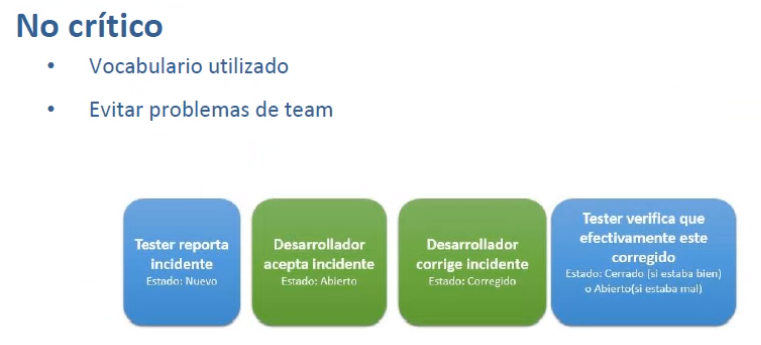 No crítico
• Vocabulario utilizado
• Evitar problemas de team
Tester reporta
incidente
Estado: Nuevo
Desarrollador
acepta incidente
Estado: Abierto
Desarrollador
corrige incidente
Estado: Corregido
Tester verifica que
efectivamente este
corregido
Estado: Cerrado (si estaba bien)
o Abierto(si estaba mal)